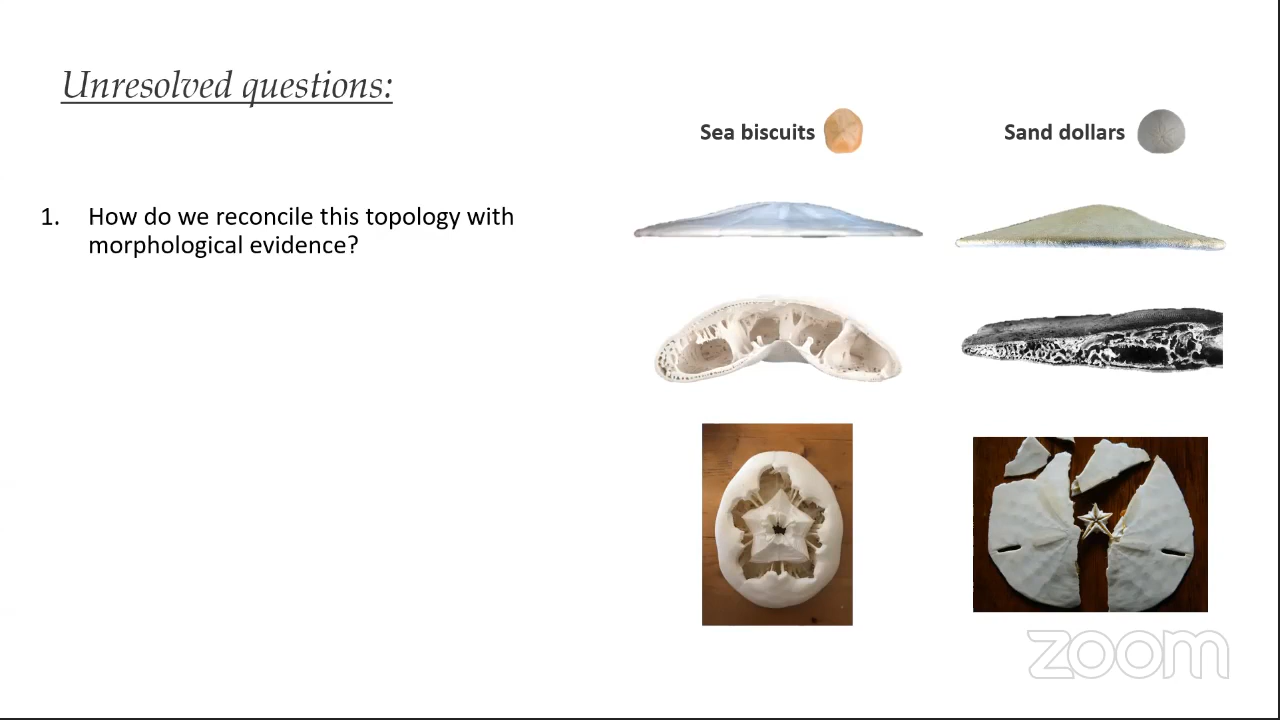 Unresolved questions:
Sea biscuits
Sand dollars
1. How do we reconcile this topology with
morphological evidence?
zoom